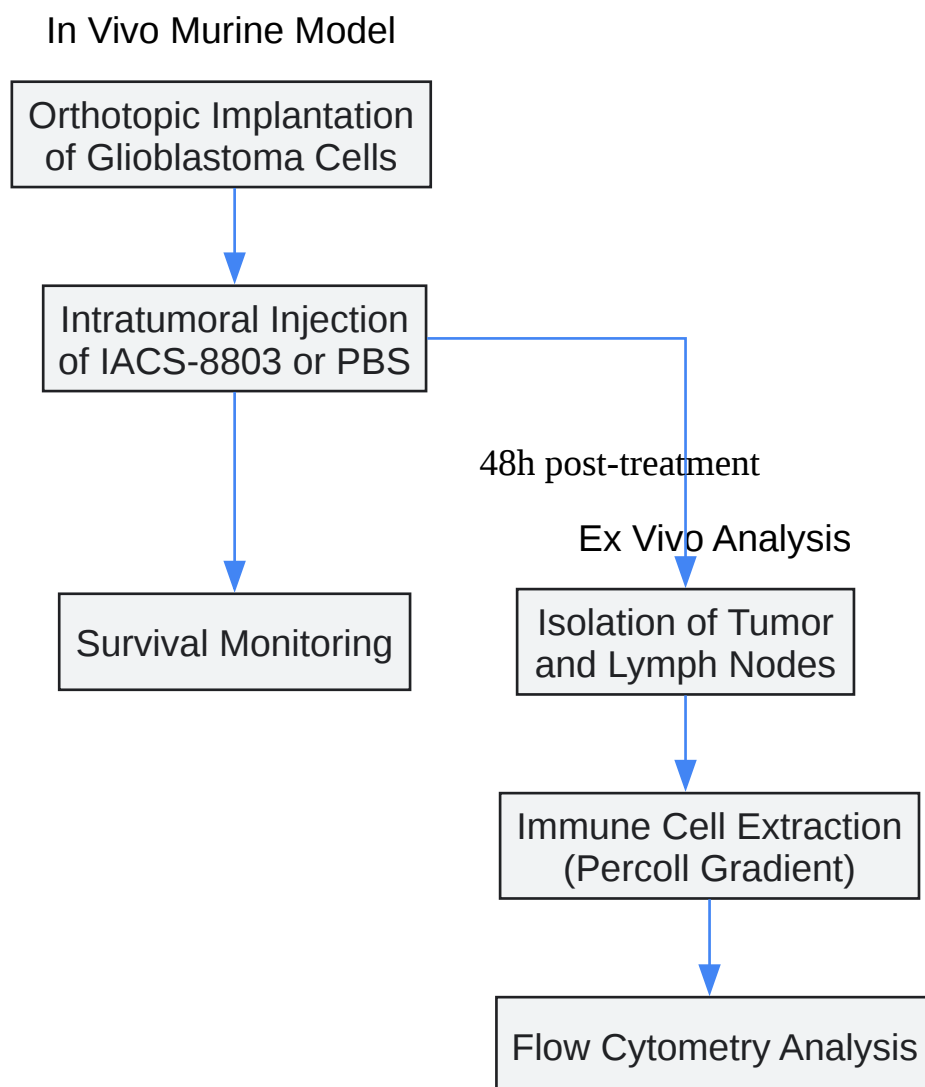 In Vivo Murine Model
Orthotopic Implantation
of Glioblastoma Cells
Intratumoral Injection
of IACS-8803 or PBS
48h post-treatment
Ex Vivo Analysis
Survival Monitoring
Isolation of Tumor
and Lymph Nodes
Immune Cell Extraction
(Percoll Gradient)
Flow Cytometry Analysis